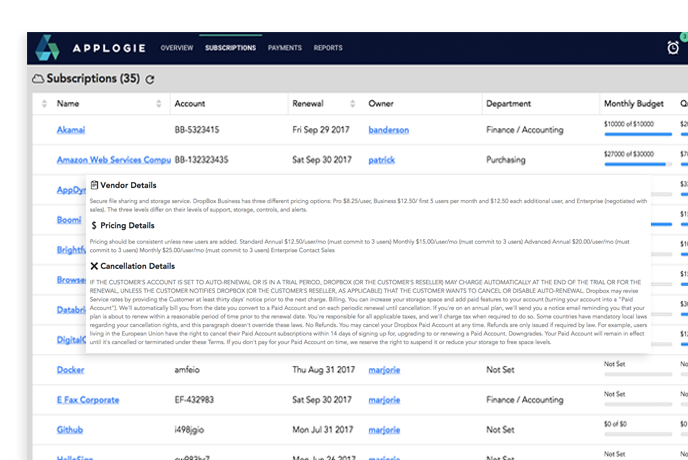 APPLOGIE OVERVIEW SUBSCRIPTIONS PAYMENTS REPORTS
Subscriptions (35)
Name Account Renewal Owner Department Monthly Budget
Akamai BB-5323415 Fri Sep 29 2017 banderson Finance / Accounting $10000 of $10000
Amazon Web Services Compu BB-132323435 Sat Sep 30 2017 patrick Purchasing $27000 of $30000
AppDy
Boomi
Brightf
Browse
Databri
DigitalC
Vendor Details
Secure file sharing and storage service. DropBox Business has three different pricing options: Pro $8.25/user, Business $12.50/ first 5 users per month and $12.50 each additional user, and Enterprise (negotiated with
sales). The three levels differ on their levels of support, storage, controls, and alerts.
$ Pricing Details
Pricing should be consistent unless new users are added. Standard Annual $12.50/user/mo (must commit to 3 users) Monthly $15.00/user/mo (must commit to 3 users) Advanced Annual $20.00/user/mo (must
commit to 3 users) Monthly $25.00/user/mo (must commit to 3 users) Enterprise Contact Sales
Cancellation Details
IF THE CUSTOMER'S ACCOUNT IS SET TO AUTO-RENEWAL OR IS IN A TRIAL PERIOD, DROPBOX (OR THE CUSTOMER'S RESELLER) MAY CHARGE AUTOMATICALLY AT THE END OF THE TRIAL OR FOR THE
RENEWAL, UNLESS THE CUSTOMER NOTIFIES DROPBOX (OR THE CUSTOMER'S RESELLER, AS APPLICABLE) THAT THE CUSTOMER WANTS TO CANCEL OR DISABLE AUTO-RENEWAL. Dropbox may revise
Service rates by providing the Customer at least thirty days' notice prior to the next charge. Billing. You can increase your storage space and add paid features to your account (turning your account into a "Paid
Account"). We'll automatically bill you from the date you convert to a Paid Account and on each periodic renewal until cancellation. If you're on an annual plan, we'll send you a notice email reminding you that your
plan is about to renew within a reasonable period of time prior to the renewal date. You're responsible for all applicable taxes, and we'll charge tax when required to do so. Some countries have mandatory local laws
regarding your cancellation rights, and this paragraph doesn't override these laws. No Refunds. You may cancel your Dropbox Paid Account at any time. Refunds are only issued if required by law. For example, users
living in the European Union have the right to cancel their Paid Account subscriptions within 14 days of signing up for, upgrading to or renewing a Paid Account. Your Paid Account will remain in effect
until it's cancelled or terminated under these Terms. If you don't pay for your Paid Account on time, we reserve the right to suspend it or reduce your storage to free space levels.
Docker amfeio Thu Aug 31 2017 marjorie Not Set Not Set
E Fax Corporate EF-432983 Sat Sep 30 2017 marjorie Finance / Accounting Not Set
Github i498jgio Mon Jul 31 2017 marjorie Not Set $0 of $0 $0
Not Set